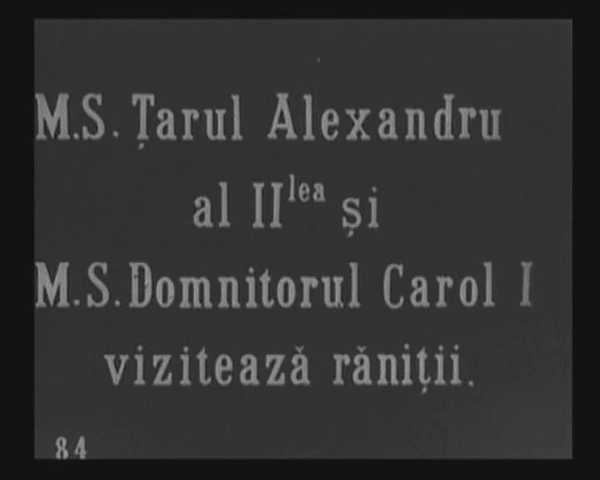 M.S. Țarul Alexandru
al II lea și
M.S. Domnitorul Carol I
vizitează răniții.
84